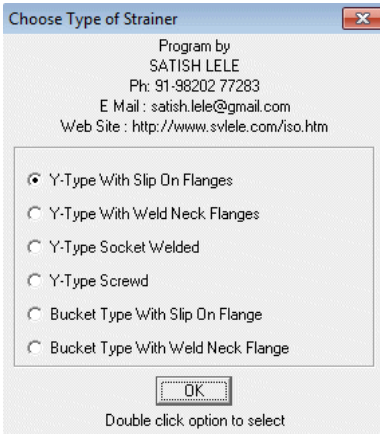 Choose Type of Strainer
Program by
SATISH LELE
Ph: 91-98202 77283
E Mail : satish.lele@gmail.com
Web Site : http://www.svlele.com/iso.htm
Y-Type With Slip On Flanges
Y-Type With Weld Neck Flanges
Y-Type Socket Welded
Y-Type Screwd
Bucket Type With Slip On Flange
Bucket Type With Weld Neck Flange
OK
Double click option to select